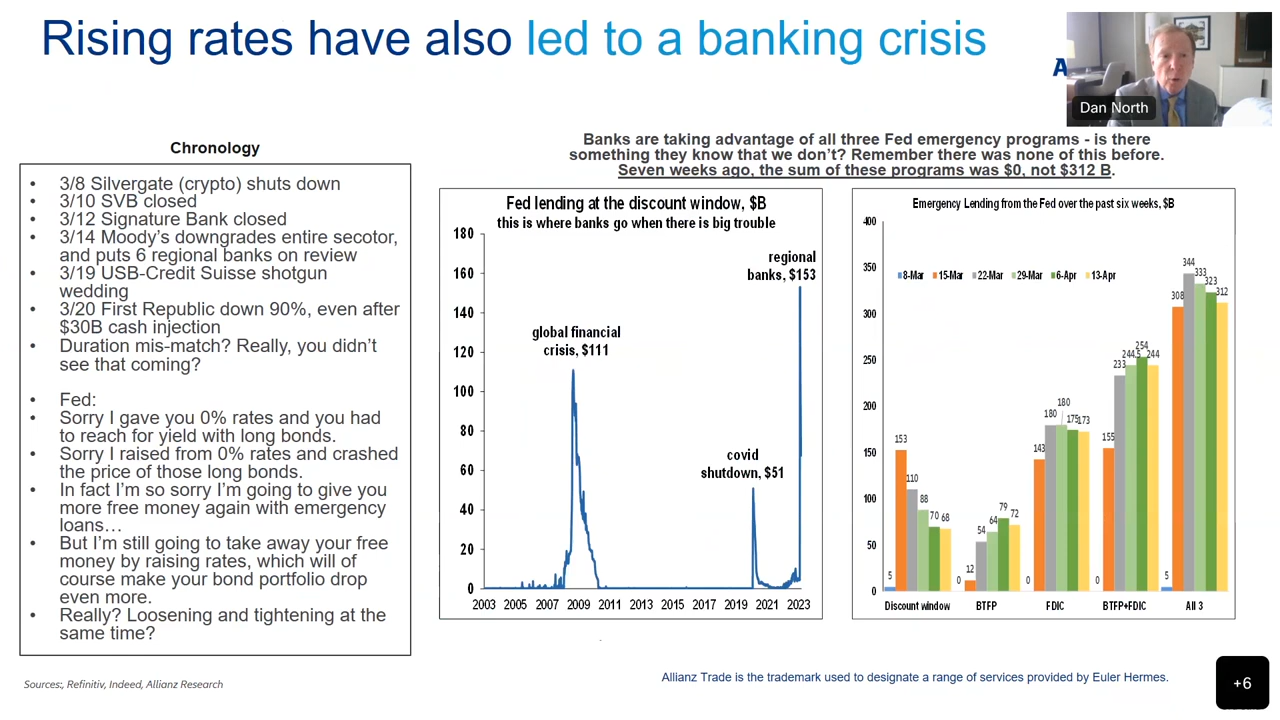 Rising rates have also led to a banking crisis
A
Dan North
Chronology
• 3/8 Silvergate (crypto) shuts down
• 3/10 SVB closed
• 3/12 Signature Bank closed
• 3/14 Moody's downgrades entire secotor,
and puts 6 regional banks on review
• 3/19 USB-Credit Suisse shotgun
wedding
• 3/20 First Republic down 90%, even after
$30B cash injection
• Duration mis-match? Really, you didn't
see that coming?
• Fed:
• Sorry I gave you 0% rates and you had
to reach for yield with long bonds.
• Sorry I raised from 0% rates and crashed
the price of those long bonds.
• In fact I'm so sorry I'm going to give you
more free money again with emergency
loans…
• But I'm still going to take away your free
money by raising rates, which will of
course make your bond portfolio drop
even more.
• Really? Loosening and tightening at the
same time?
Banks are taking advantage of all three Fed emergency programs - is there
something they know that we don't? Remember there was none of this before.
Seven weeks ago, the sum of these programs was $0, not $312 B.
Fed lending at the discount window, $B
this is where banks go when there is big trouble
180
160
140
120
100
80
60
40
20
0
regional
banks, $153
global financial
crisis, $111
covid
shutdown, $51
2003 2005 2007 2009 2011 2013 2015 2017 2019 2021 2023
Emergency Lending from the Fed over the past six weeks, $B
400
350
300
250
200
150
100
50
0
8-Mar 15-Mar 22-Mar 29-Mar 6-Apr 13-Apr
5 153 110 88 70 68
0 12 54 64 79 72
0 143 180 180 175 173
0 155 233 244.5 254 244
5 308 344 333 323 312
Discount window BTFP FDIC BTFP+FDIC All 3
Sources:, Refinitiv, Indeed, Allianz Research
Allianz Trade is the trademark used to designate a range of services provided by Euler Hermes.
+6